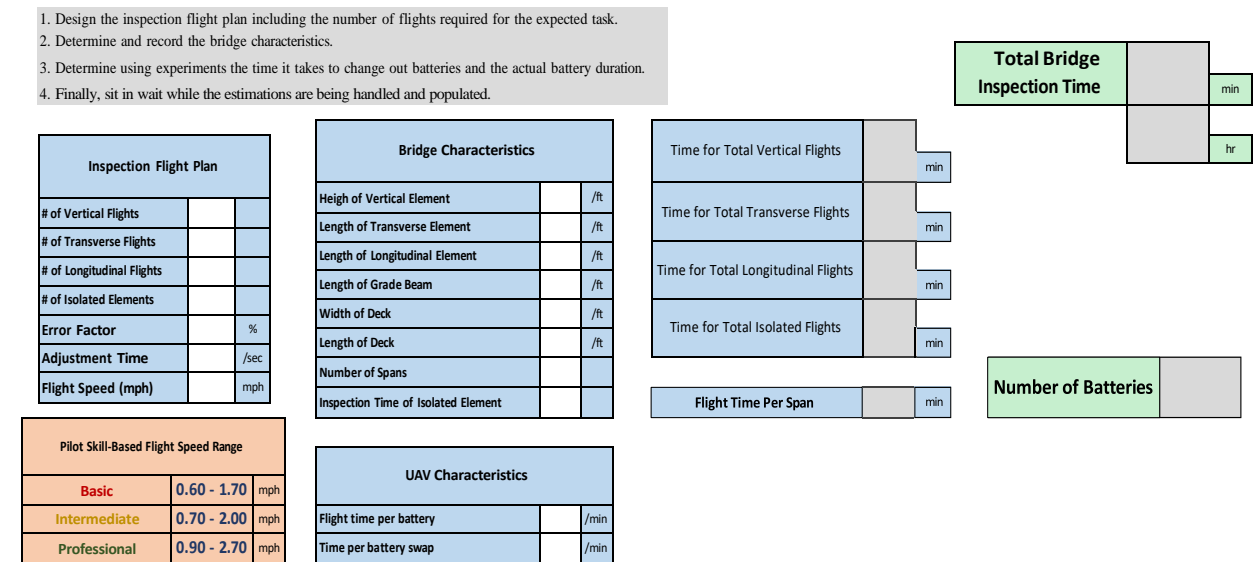 1. Design the inspection flight plan including the number of flights required for the expected task.
2. Determine and record the bridge characteristics.
3. Determine using experiments the time it takes to change out batteries and the actual battery duration.
4. Finally, sit in wait while the estimations are being handled and populated.
Total Bridge
Inspection Time
min
hr
Inspection Flight Plan
# of Vertical Flights
# of Transverse Flights
# of Longitudinal Flights
# of Isolated Elements
Error Factor %
Adjustment Time /sec
Flight Speed (mph) mph
Bridge Characteristics
Heigh of Vertical Element /ft
Length of Transverse Element /ft
Length of Longitudinal Element /ft
Length of Grade Beam /ft
Width of Deck /ft
Length of Deck /ft
Number of Spans
Inspection Time of Isolated Element
Time for Total Vertical Flights
min
Time for Total Transverse Flights
min
Time for Total Longitudinal Flights
min
Time for Total Isolated Flights
min
Flight Time Per Span min
Number of Batteries
Pilot Skill-Based Flight Speed Range
Basic 0.60 - 1.70 mph
Intermediate 0.70 - 2.00 mph
Professional 0.90 - 2.70 mph
UAV Characteristics
Flight time per battery /min
Time per battery swap /min